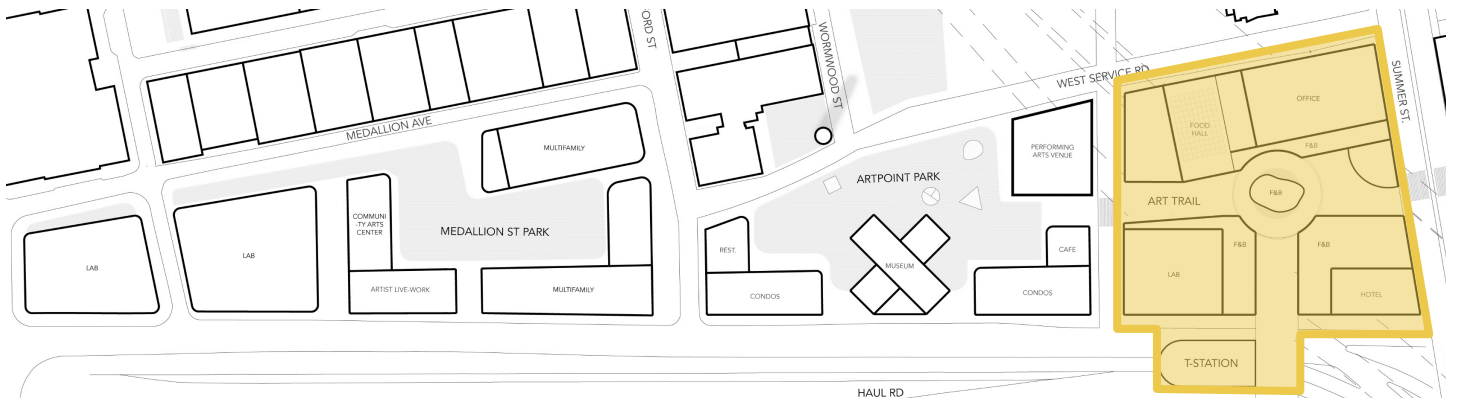 FORD ST
WORMWOOD ST
WEST SERVICE RD
SUMMER ST.
MEDALLION AVE
OFFICE
FOOD
HALL
F&B
MULTIFAMILY
PERFORMING
ARTS VENUE
ARTPOINT PARK
F&B
ART TRAIL
COMMUNI
-TY ARTS
CENTER
MEDALLION ST PARK
LAB
LAB
REST.
MUSEUM
CAFE
F&B
F&B
LAB
ARTIST LIVE-WORK
MULTIFAMILY
CONDOS
CONDOS
HOTEL
T-STATION
HAUL RD